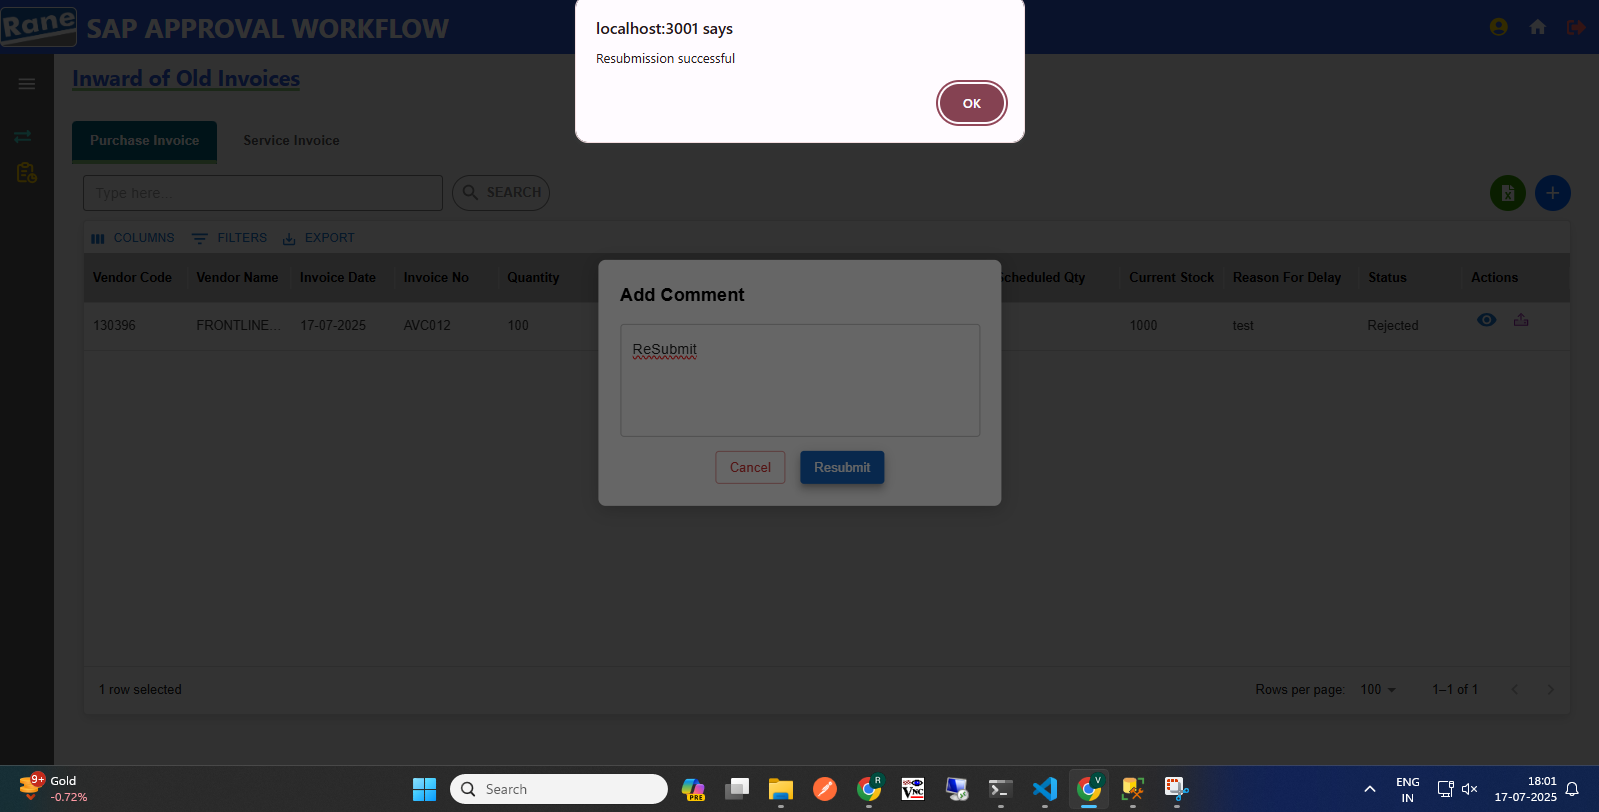 Rane
SAP APPROVAL WORKFLOW
localhost:3001 says
Resubmission successful
OK
Inward of Old Invoices
Purchase Invoice
Service Invoice
Type here...
SEARCH
COLUMNS
FILTERS
EXPORT
Vendor Code Vendor Name Invoice Date Invoice No Quantity Scheduled Qty Current Stock Reason For Delay Status Actions
130396 FRONTLINE... 17-07-2025 AVC012 100 1000 test Rejected
Add Comment
ReSubmit
Cancel
Resubmit
1 row selected
Rows per page: 100 1–1 of 1
9+
Gold
-0.72%
Search
PRE
R
VNC
V
ENG
IN
18:01
17-07-2025